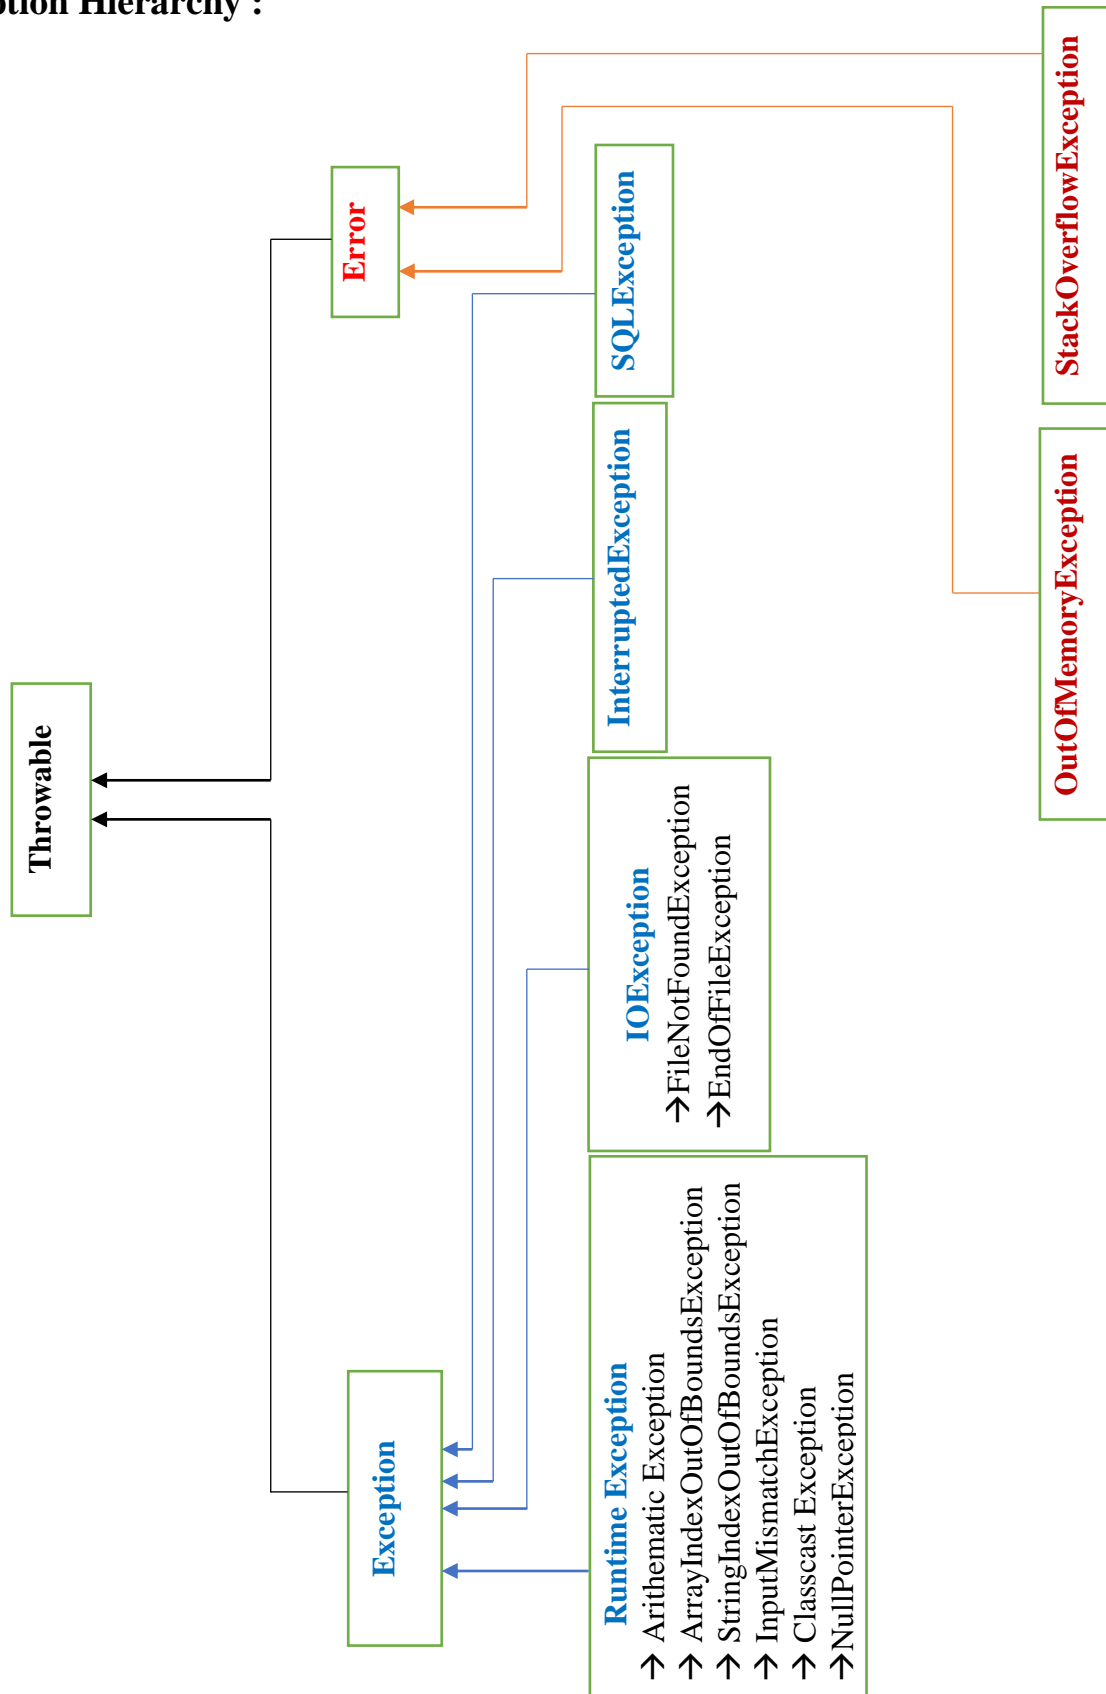 ption Hierarchy :
Throwable
Exception
Error
Runtime Exception
→ Arithematic Exception
→ ArrayIndexOutOfBoundsException
→ StringIndexOutOfBoundsException
→ InputMismatchException
→ Classcast Exception
→NullPointerException
IOException
→FileNotFoundException
→EndOfFileException
InterruptedException
SQLException
OutOfMemoryException
StackOverflowException